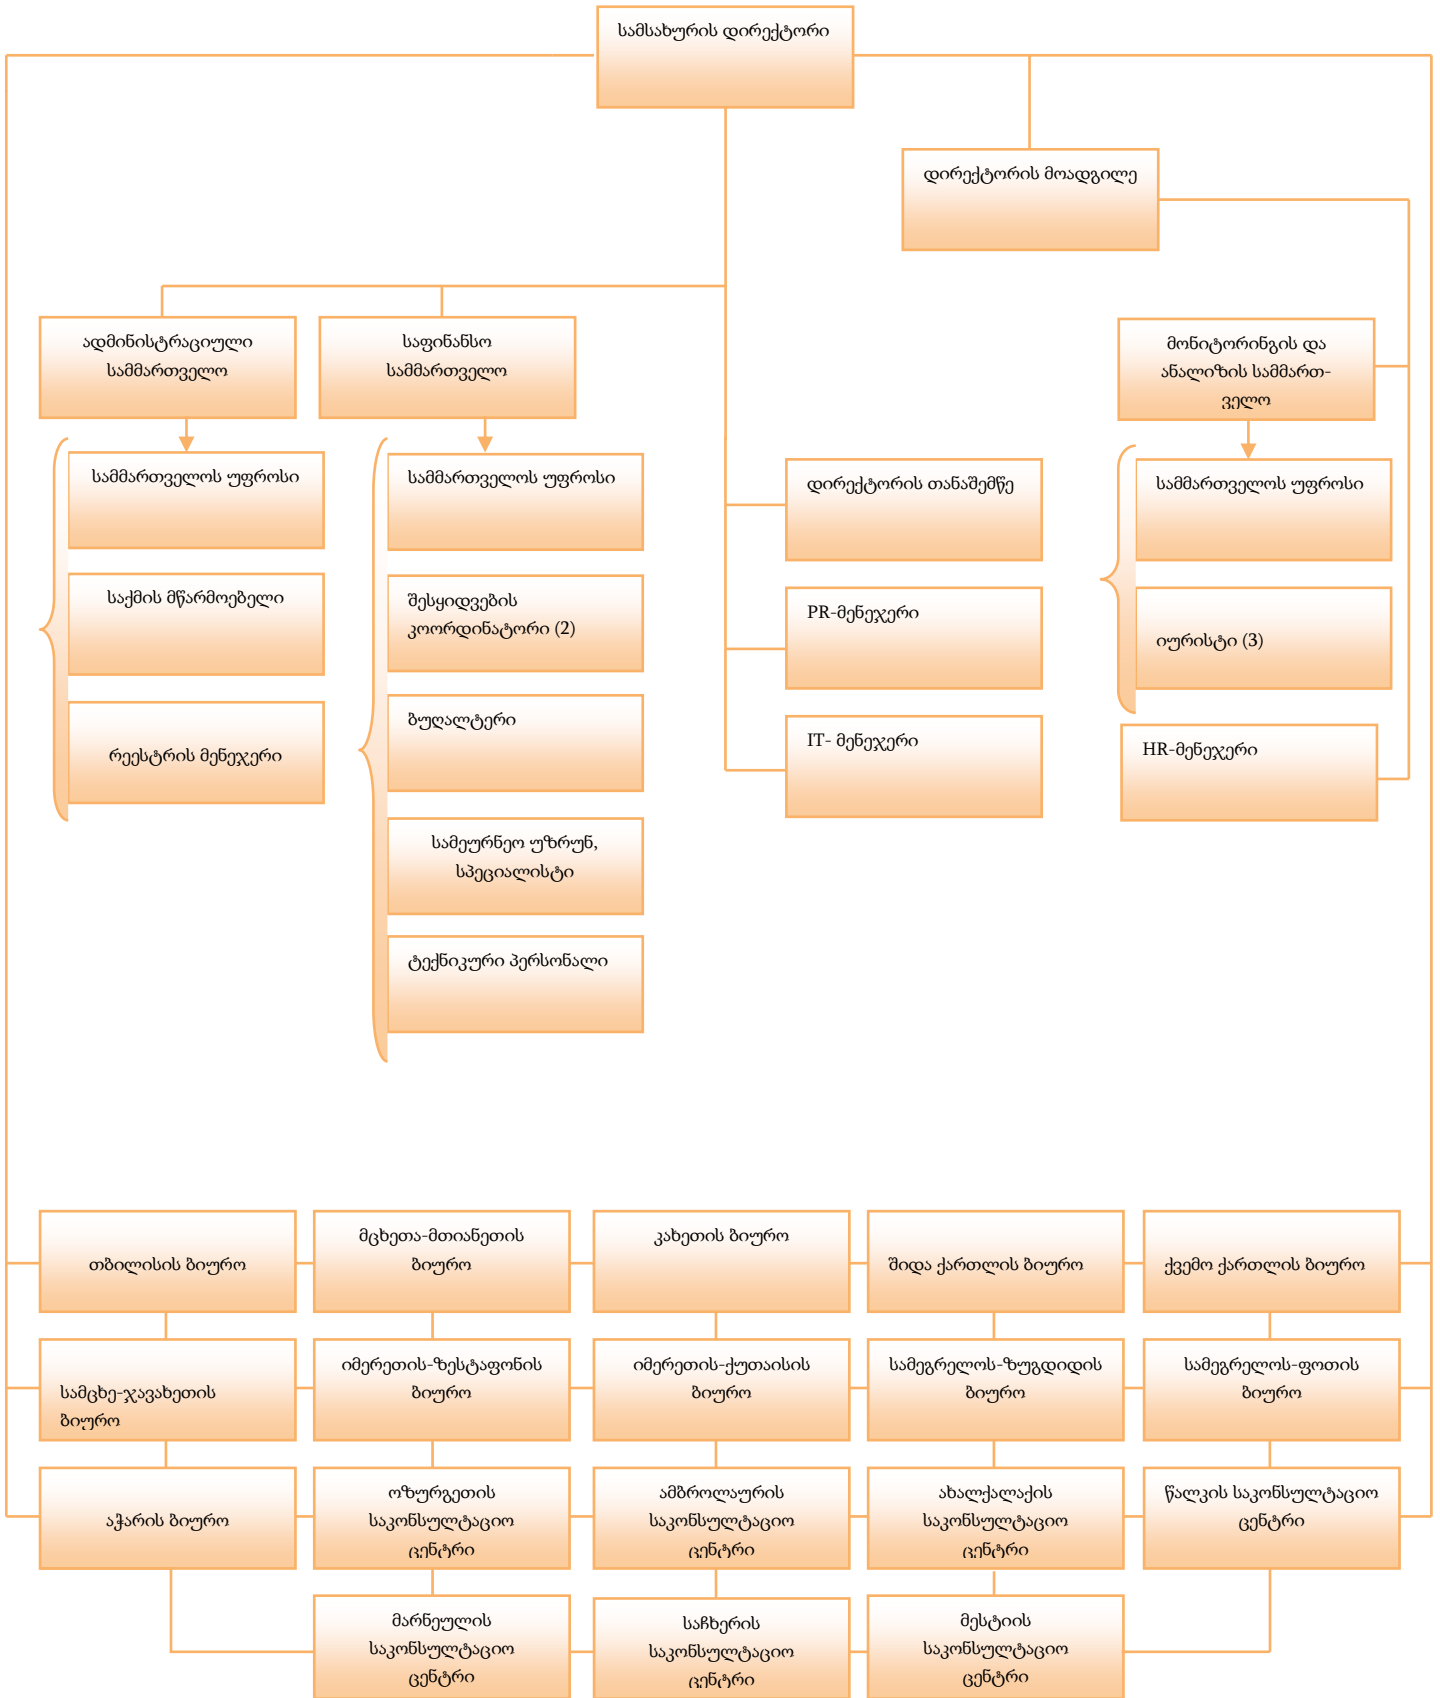 სამსახურის დირექტორი
დირექტორის მოადგილე
ადმინისტრაციული
სამმართველო
საფინანსო
სამმართველო
მონიტორინგის და
ანალიზის სამმართ-
ველო
სამმართველოს უფროსი
საქმის მწარმოებელი
რეესტრის მენეჯერი
სამმართველოს უფროსი
შესყიდვების
კოორდინატორი (2)
ბუღალტერი
სამეურნეო უზრუნ,
სპეციალისტი
ტექნიკური პერსონალი
დირექტორის თანაშემწე
PR-მენეჯერი
IT- მენეჯერი
სამმართველოს უფროსი
იურისტი (3)
HR-მენეჯერი
თბილისის ბიურო
მცხეთა-მთიანეთის
ბიურო
კახეთის ბიურო
შიდა ქართლის ბიურო
ქვემო ქართლის ბიურო
სამცხე-ჯავახეთის
ბიურო
იმერეთის-ზესტაფონის
ბიურო
იმერეთის-ქუთაისის
ბიურო
სამეგრელოს-ზუგდიდის
ბიურო
სამეგრელოს-ფოთის
ბიურო
აჭარის ბიურო
ოზურგეთის
საკონსულტაციო
ცენტრი
ამბროლაურის
საკონსულტაციო
ცენტრი
ახალქალაქის
საკონსულტაციო
ცენტრი
წალკის საკონსულტაციო
ცენტრი
მარნეულის
საკონსულტაციო
ცენტრი
საჩხერის
საკონსულტაციო
ცენტრი
მესტიის
საკონსულტაციო
ცენტრი